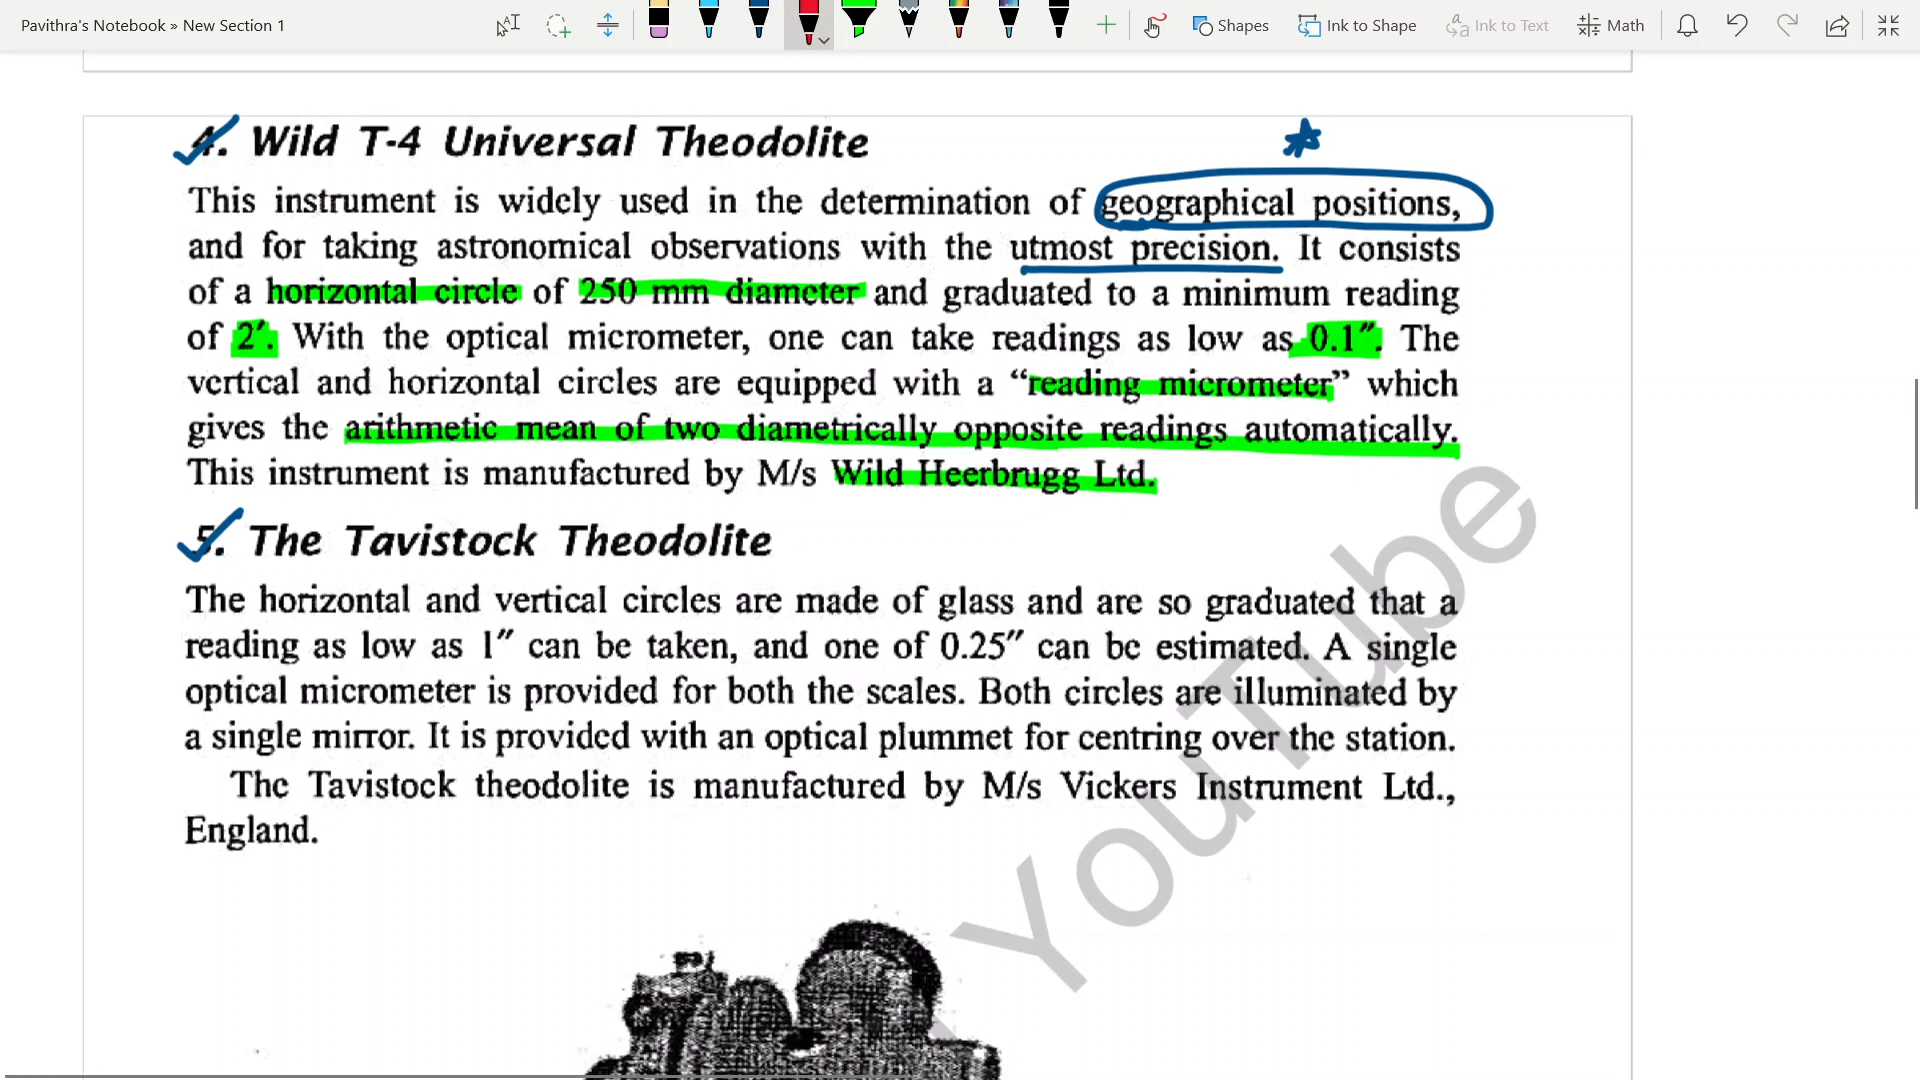 Pavithra's Notebook » New Section 1
Shapes
Ink to Shape
Ink to Text
Math
4. Wild T-4 Universal Theodolite
This instrument is widely used in the determination of geographical positions,
and for taking astronomical observations with the utmost precision. It consists
of a horizontal circle of 250 mm diameter and graduated to a minimum reading
of 2′. With the optical micrometer, one can take readings as low as 0.1″. The
vertical and horizontal circles are equipped with a “reading micrometer” which
gives the arithmetic mean of two diametrically opposite readings automatically.
This instrument is manufactured by M/s Wild Heerbrugg Ltd.
5. The Tavistock Theodolite
The horizontal and vertical circles are made of glass and are so graduated that a
reading as low as 1″ can be taken, and one of 0.25″ can be estimated. A single
optical micrometer is provided for both the scales. Both circles are illuminated by
a single mirror. It is provided with an optical plummet for centring over the station.
The Tavistock theodolite is manufactured by M/s Vickers Instrument Ltd.,
England.
YouTube